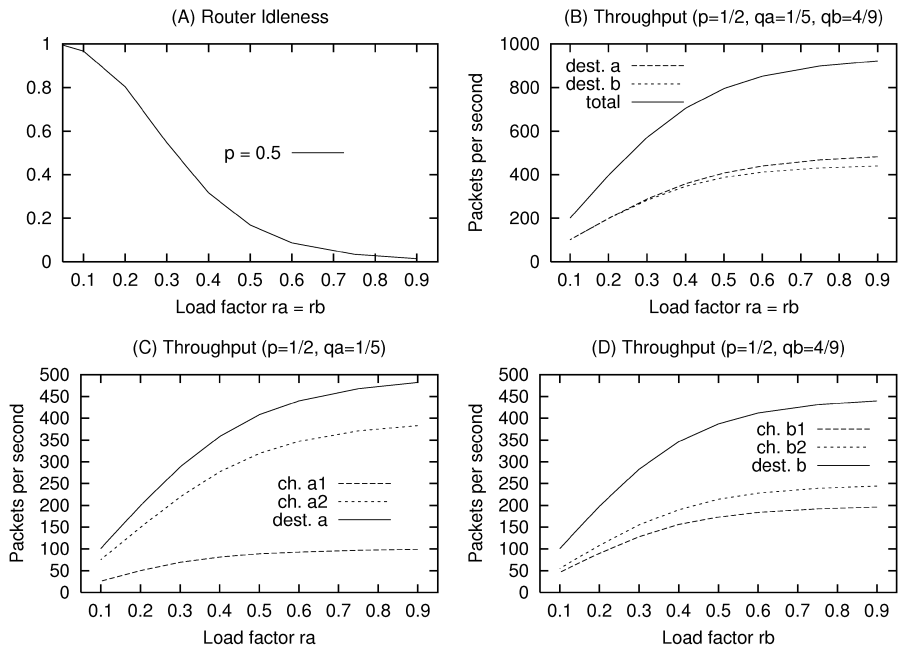 (A) Router Idleness
1
0.8
0.6
0.4
0.2
0
p = 0.5
0.1 0.2 0.3 0.4 0.5 0.6 0.7 0.8 0.9
Load factor ra = rb
(B) Throughput (p=1/2, qa=1/5, qb=4/9)
Packets per second
1000
800
600
400
200
0
dest. a
dest. b
total
0.1 0.2 0.3 0.4 0.5 0.6 0.7 0.8 0.9
Load factor ra = rb
(C) Throughput (p=1/2, qa=1/5)
Packets per second
500
450
400
350
300
250
200
150
100
50
0
ch. a1
ch. a2
dest. a
0.1 0.2 0.3 0.4 0.5 0.6 0.7 0.8 0.9
Load factor ra
(D) Throughput (p=1/2, qb=4/9)
Packets per second
500
450
400
350
300
250
200
150
100
50
0
ch. b1
ch. b2
dest. b
0.1 0.2 0.3 0.4 0.5 0.6 0.7 0.8 0.9
Load factor rb